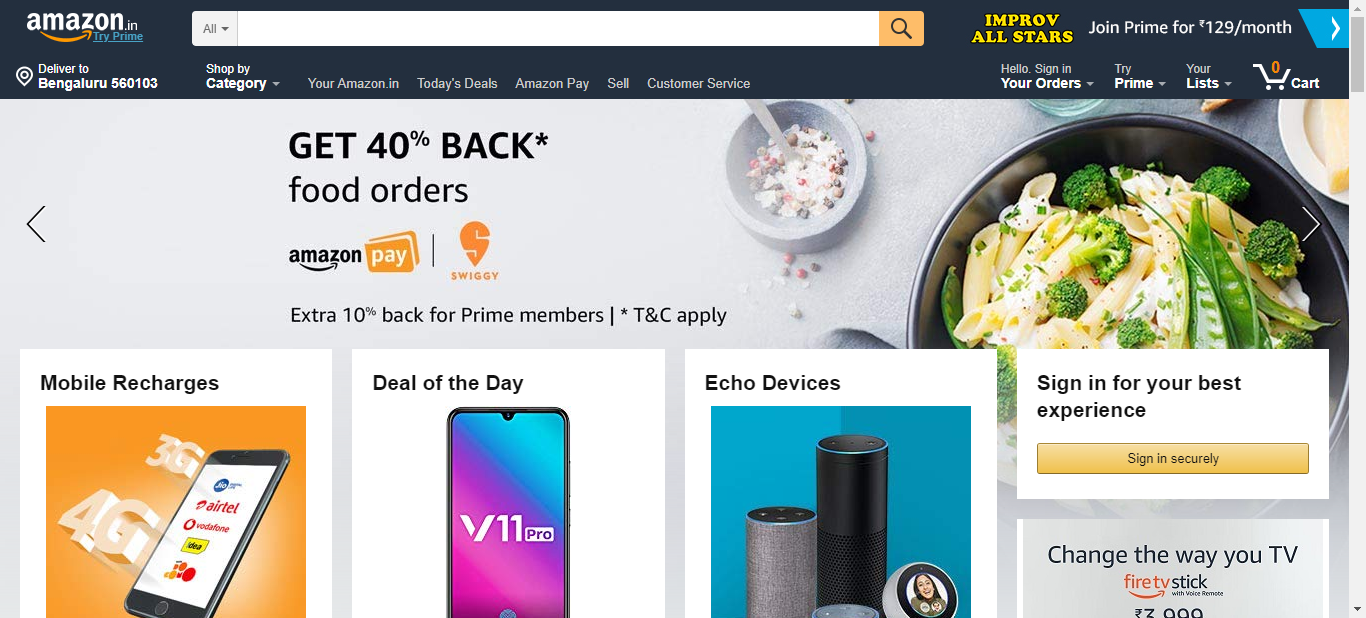 amazon.in
Try Prime
All
IMPROV
ALL STARS
Join Prime for ₹129/month
Deliver to
Bengaluru 560103
Shop by
Category
Your Amazon.in Today's Deals Amazon Pay Sell Customer Service
Hello. Sign in
Your Orders
Try
Prime
Your
Lists
0
Cart
GET 40% BACK*
food orders
amazon pay
SWIGGY
Extra 10% back for Prime members | * T&C apply
Mobile Recharges
3G
4G
Jio
airtel
vodafone
idea
Deal of the Day
V11Pro
Echo Devices
Sign in for your best
experience
Sign in securely
Change the way you TV
fire tv stick
with Voice Remote
₹3,999